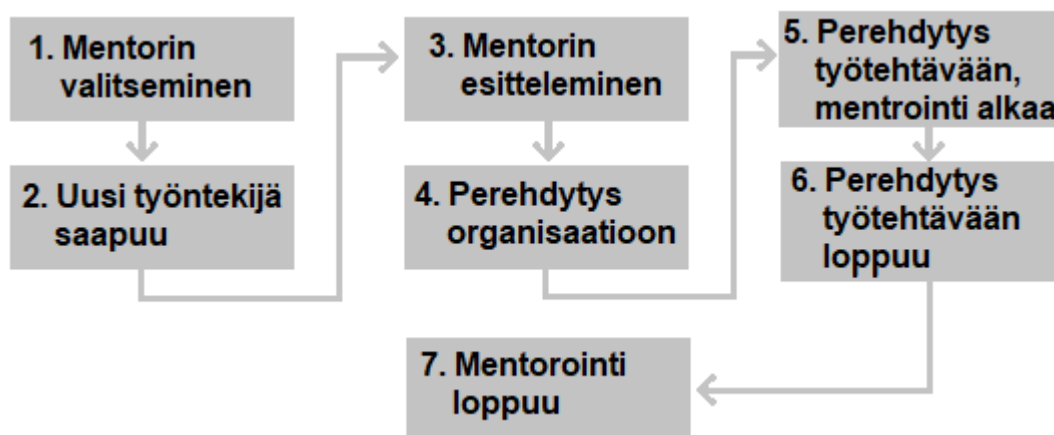 1. Mentorin
valitseminen
2. Uusi työntekijä
saapuu
3. Mentorin
esitteleminen
4. Perehdytys
organisaatioon
5. Perehdytys
työtehtävään,
mentrointi alkaa
6. Perehdytys
työtehtävään
loppuu
7. Mentorointi
loppuu